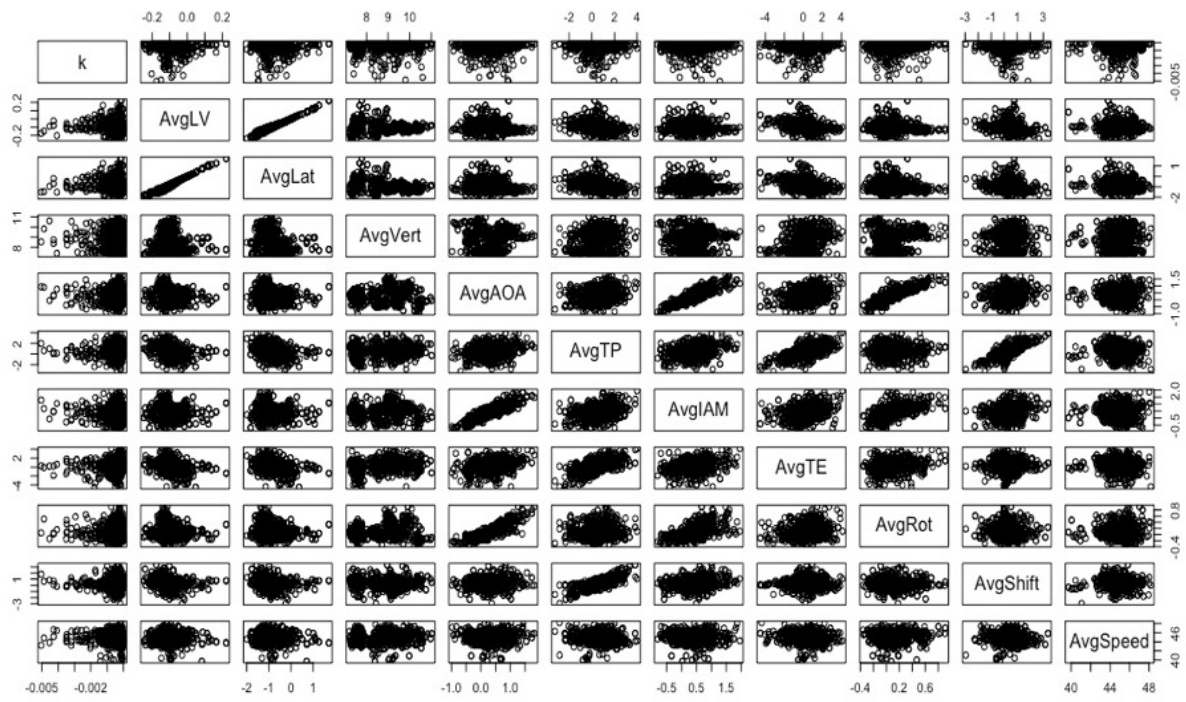 -0.2 0.0 0.2 8 9 10 -2 0 2 4 -4 0 2 4 -3 -1 1 3
k
-0.005
-0.2 0.2
AvgLV
AvgLat
-2 1
8 11
AvgVert
AvgAOA
-1.0 1.5
-2 2
AvgTP
AvgIAM
-0.5 2.0
-4 2
AvgTE
AvgRot
-0.4 0.8
-3 1
AvgShift
AvgSpeed
40 46
-0.005 -0.002 -2 -1 0 1 -1.0 0.0 1.0 -0.5 0.5 1.5 -0.4 0.2 0.6 40 44 48